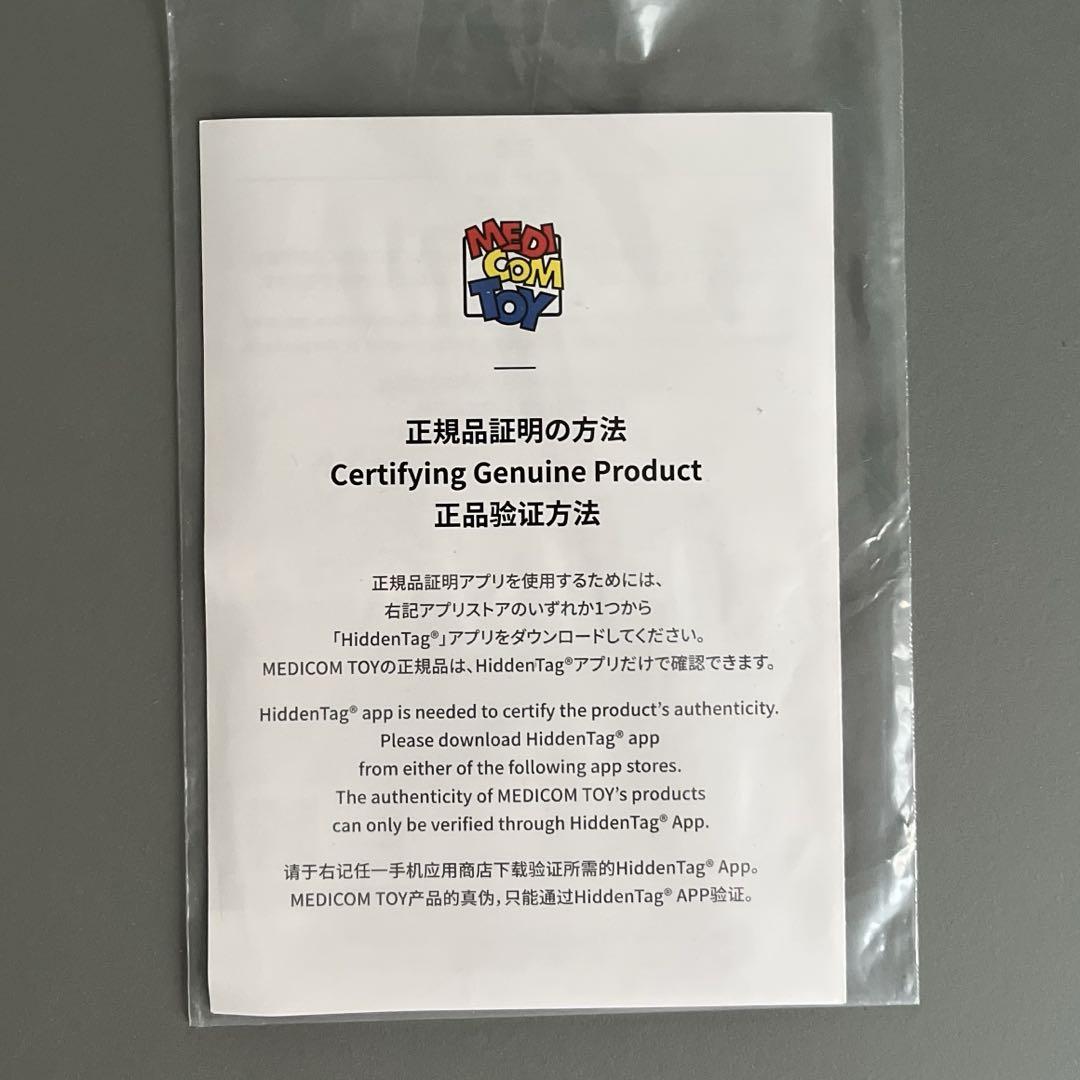 MEDI
COM
TOY
正規品証明の方法
Certifying Genuine Product
正品验证方法
正規品証明アプリを使用するためには、
右記アプリストアのいずれか1つから
「HiddenTag®」アプリをダウンロードしてください。
MEDICOM TOYの正規品は、HiddenTag®アプリだけで確認できます。
HiddenTag® app is needed to certify the product's authenticity.
Please download HiddenTag® app
from either of the following app stores.
The authenticity of MEDICOM TOY's products
can only be verified through HiddenTag® App.
请于右记任一手机应用商店下载验证所需的HiddenTag® App。
MEDICOM TOY产品的真伪，只能通过HiddenTag® APP验证。